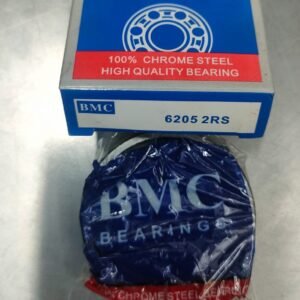 100% CHROME STEEL
HIGH QUALITY BEARING
BMC
6205 2RS
BMC
BEARINGS
CHROME STEEL